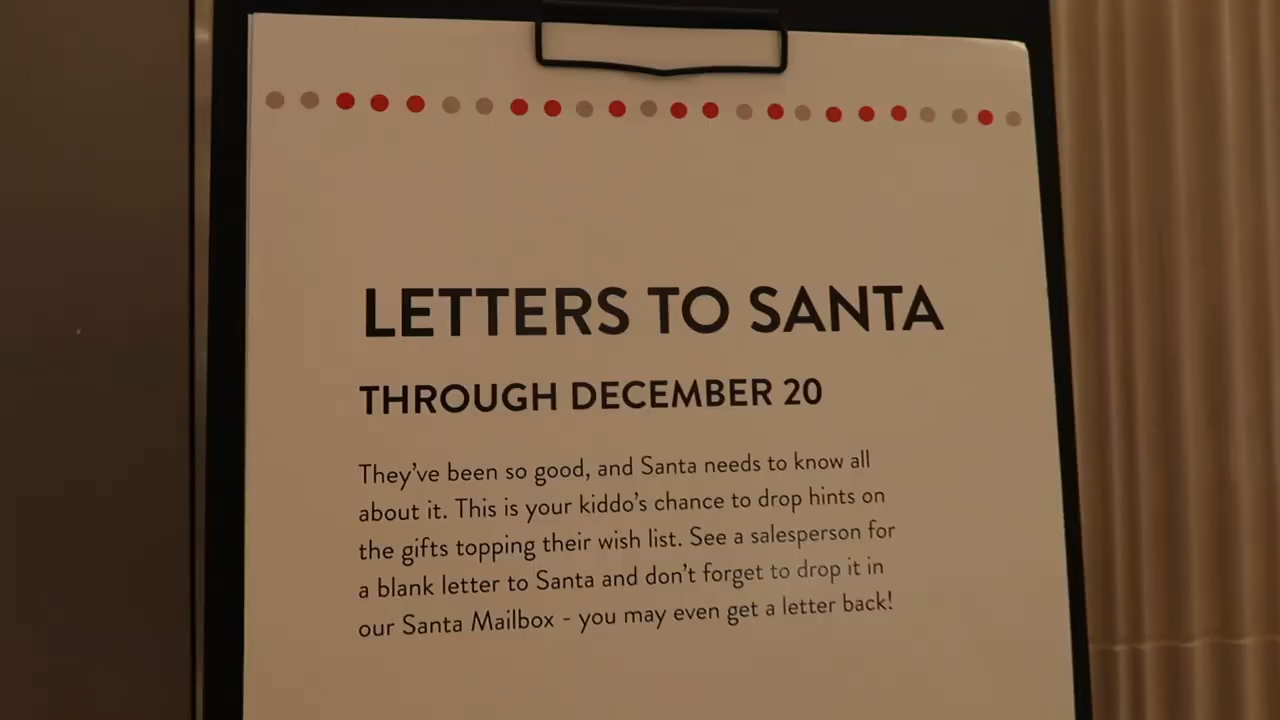 LETTERS TO SANTA
THROUGH DECEMBER 20
They've been so good, and Santa needs to know all
about it. This is your kiddo's chance to drop hints on
the gifts topping their wish list. See a salesperson for
a blank letter to Santa and don't forget to drop it in
our Santa Mailbox - you may even get a letter back!